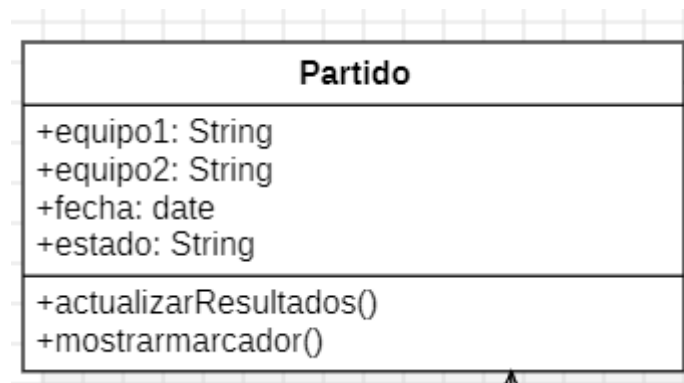 Partido
+equipo1: String
+equipo2: String
+fecha: date
+estado: String
+actualizarResultados()
+mostrarmarcador()